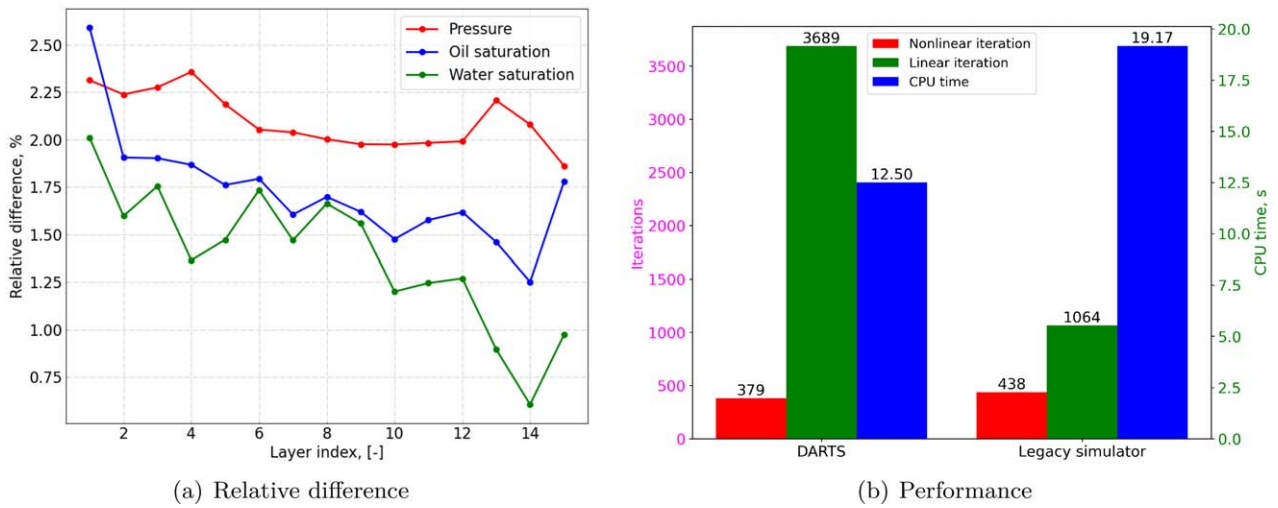 Pressure
Oil saturation
Water saturation
2.50
2.25
2.00
1.75
1.50
1.25
1.00
0.75
Relative difference, %
2 4 6 8 10 12 14
Layer index, [-]
(a) Relative difference
Nonlinear iteration
Linear iteration
CPU time
3500
3000
2500
2000
1500
1000
500
0
Iterations
379
3689
12.50
438
1064
19.17
20.0
17.5
15.0
12.5
10.0
7.5
5.0
2.5
0.0
CPU time, s
DARTS Legacy simulator
(b) Performance